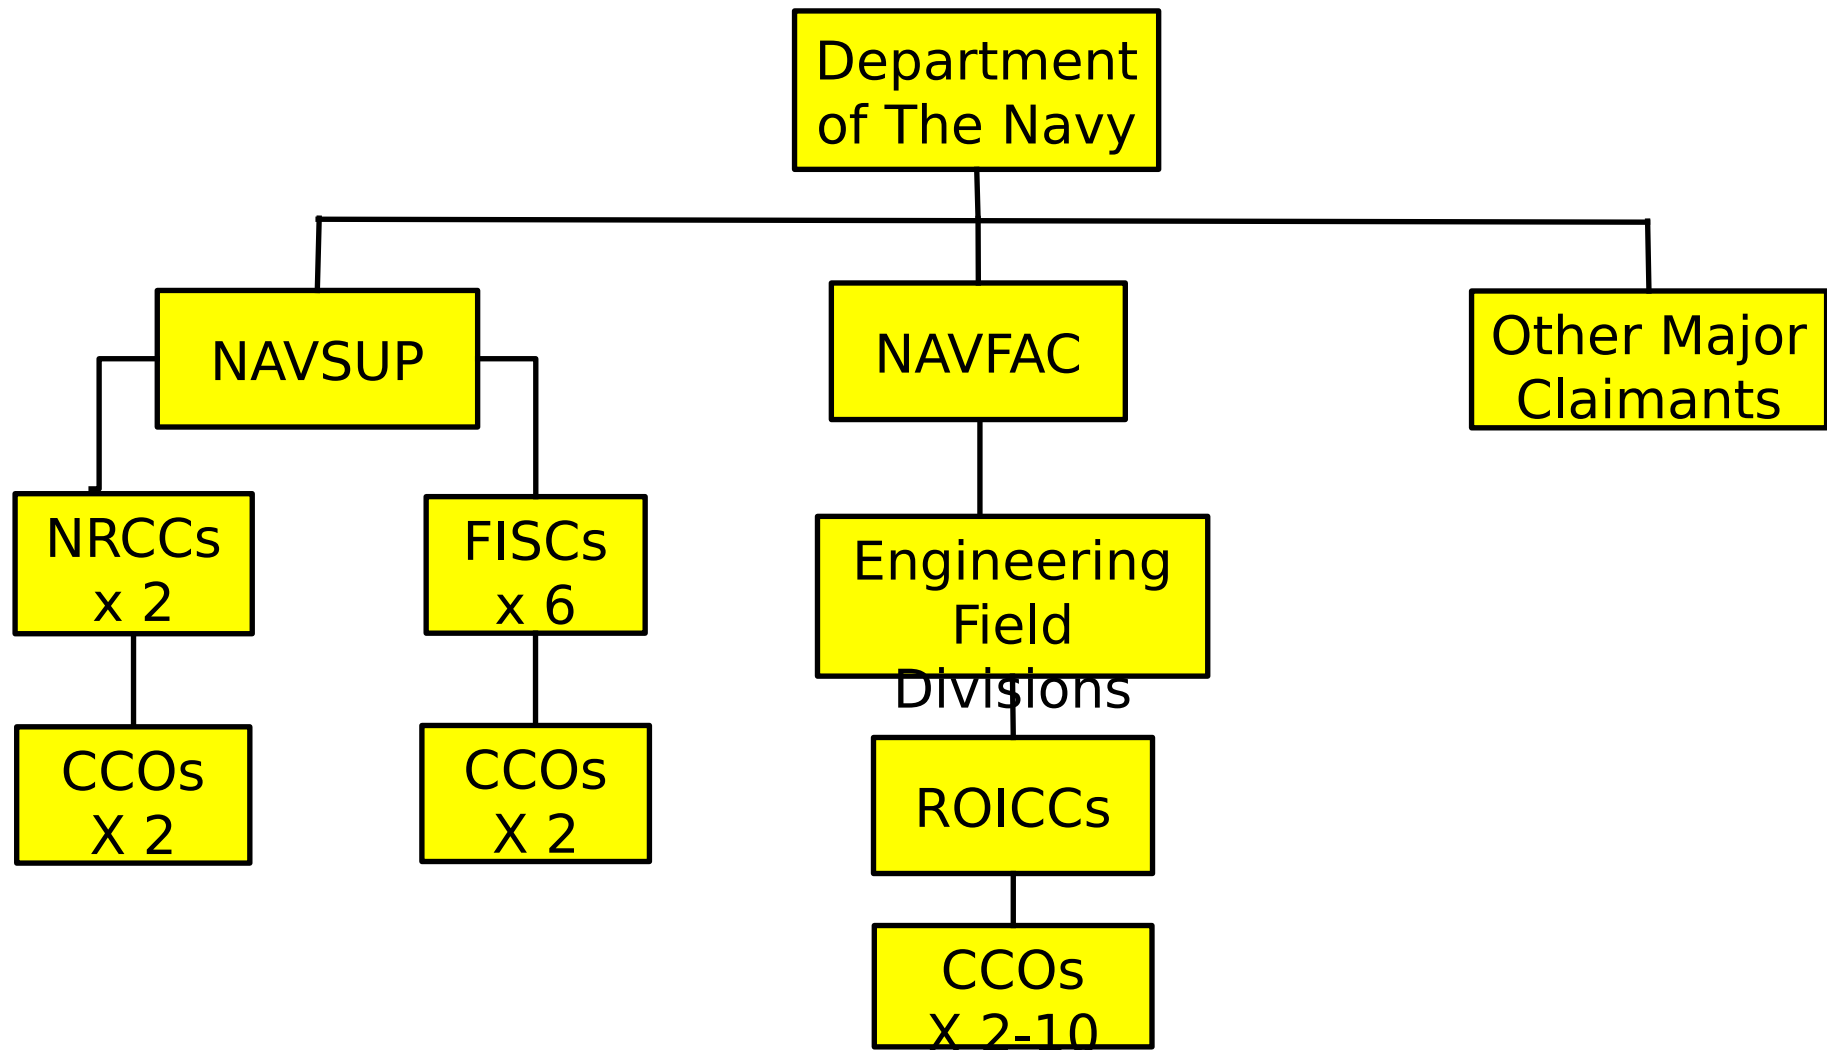 Department
of The Navy
NAVSUP
NAVFAC
Other Major
Claimants
NRCCs
x 2
FISCs
x 6
Engineering
Field
Divisions
CCOs
X 2
CCOs
X 2
ROICCs
CCOs
X 2-10